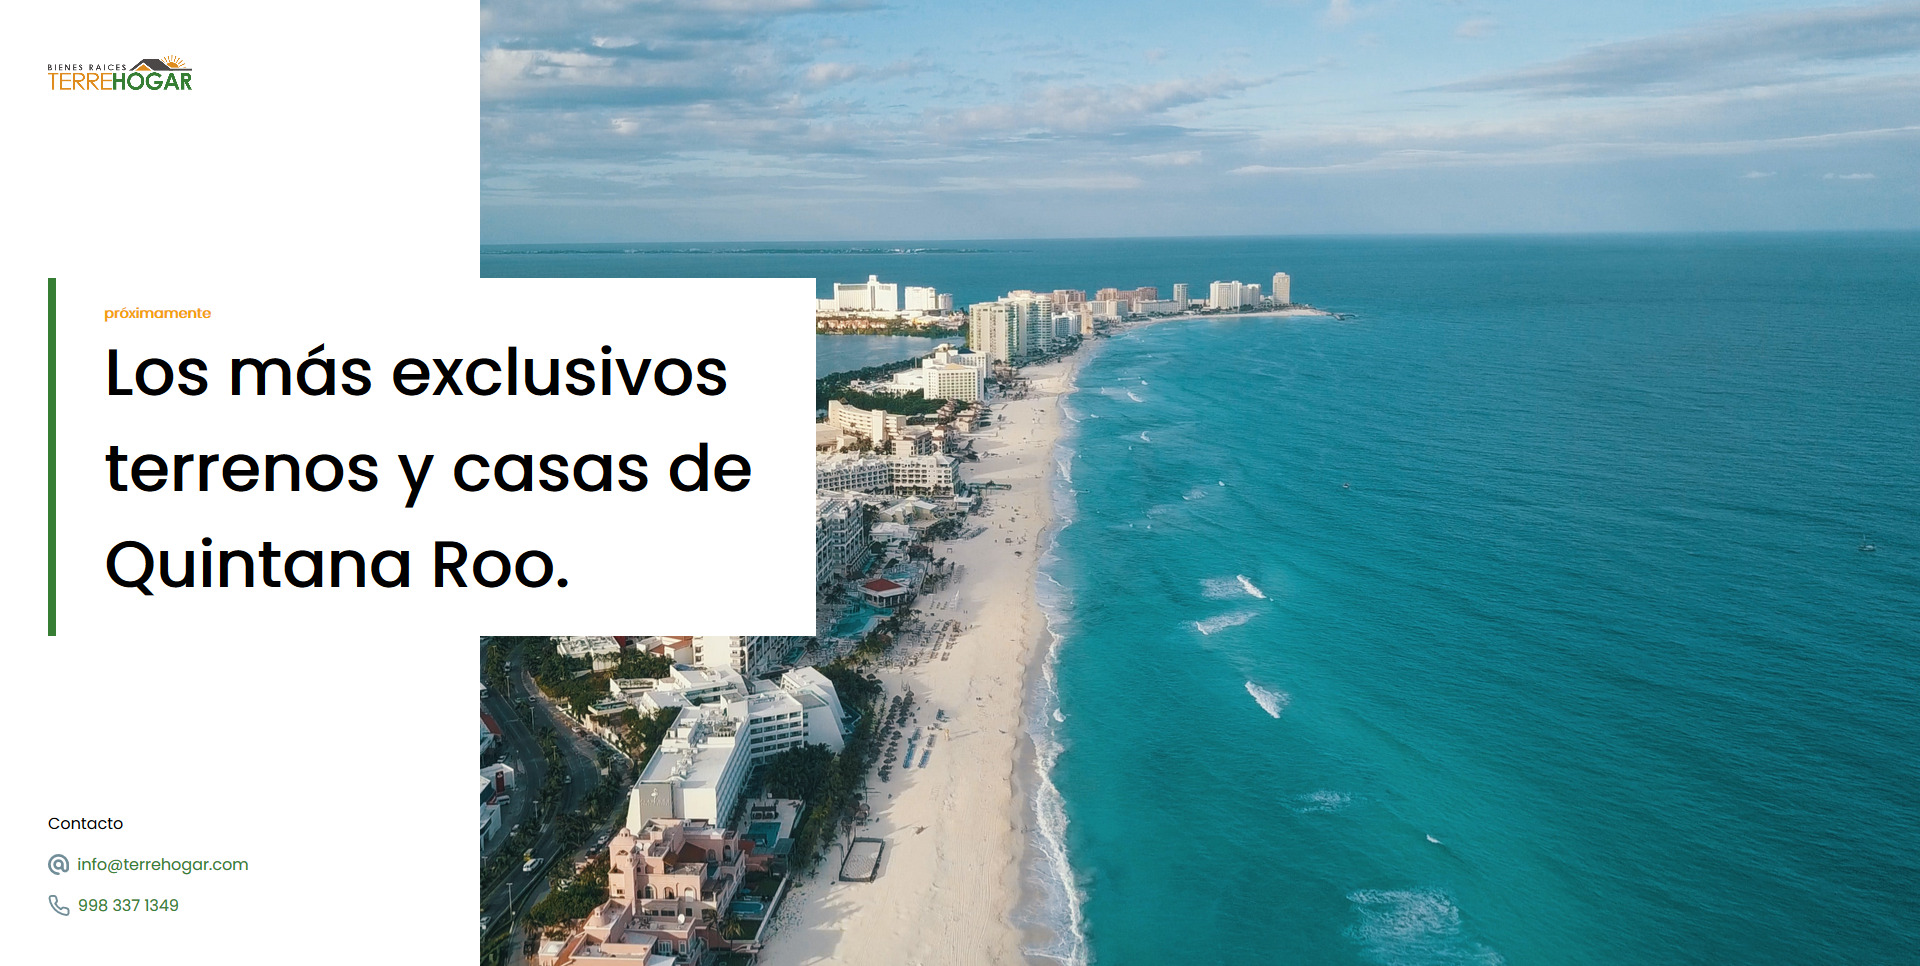 BIENES RAICES
TERREHOGAR
próximamente
Los más exclusivos
terrenos y casas de
Quintana Roo.
Contacto
info@terrehogar.com
998 337 1349